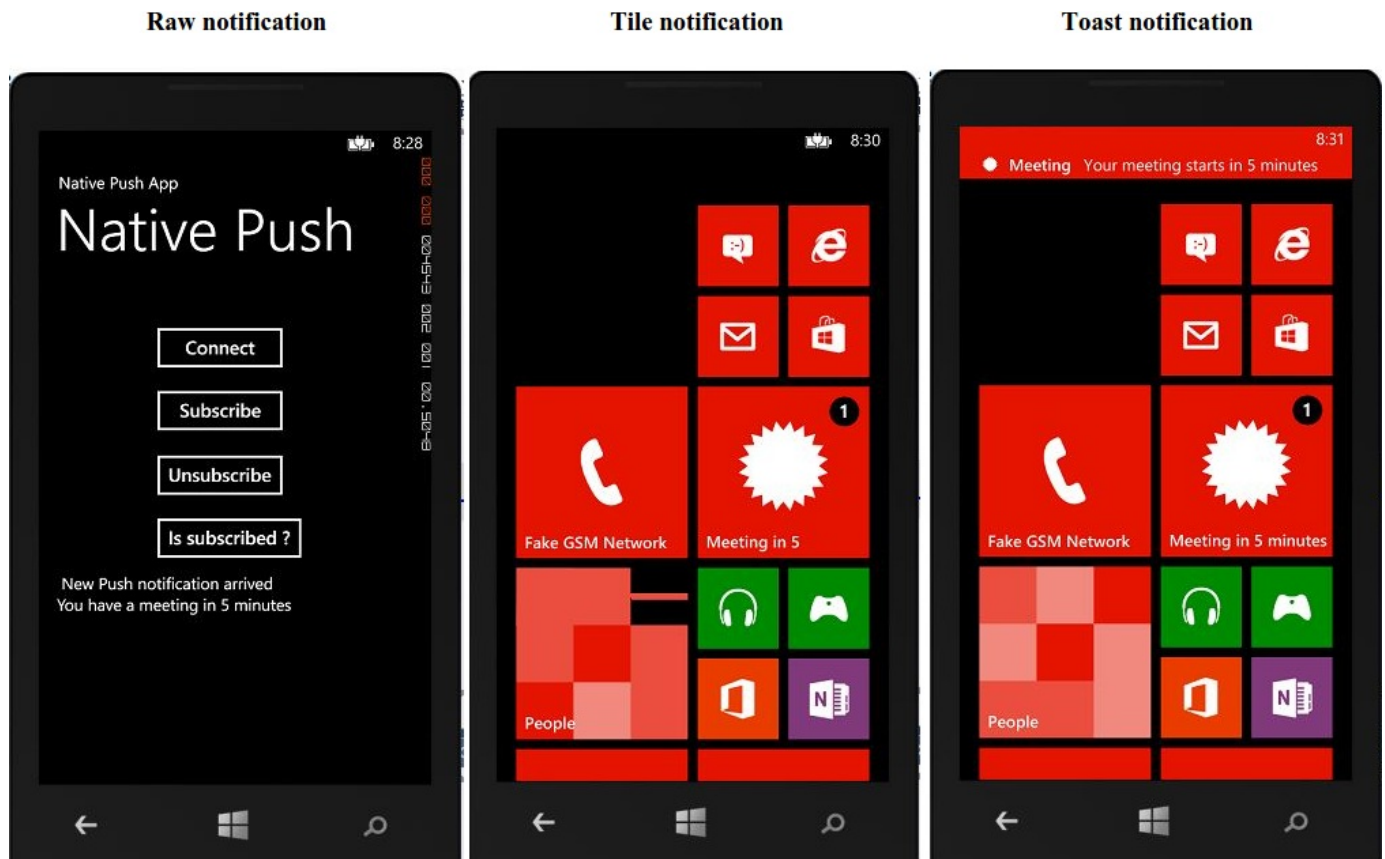 Raw notification
Tile notification
Toast notification
8:28
Native Push App
Native Push
Connect
Subscribe
Unsubscribe
Is subscribed ?
New Push notification arrived
You have a meeting in 5 minutes
8:30
:-)
1
Fake GSM Network
Meeting in 5
People
N
8:31
Meeting Your meeting starts in 5 minutes
:-)
1
Fake GSM Network
Meeting in 5 minutes
People
N